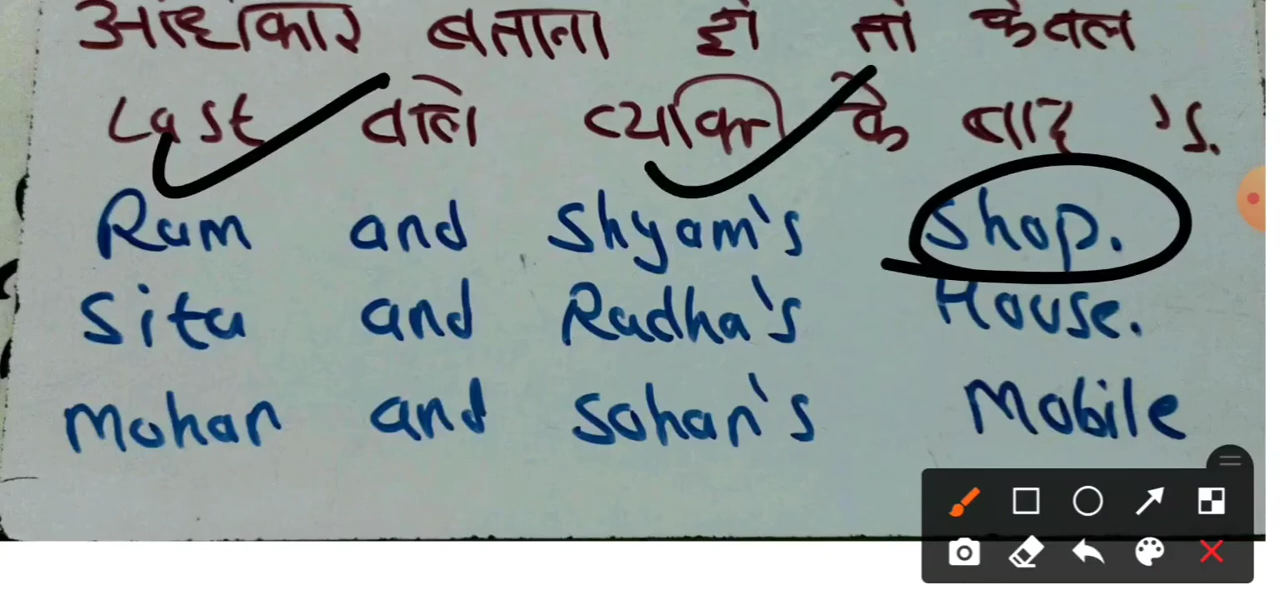 अधिकार बताना हो तो केवल
Last वाले व्यक्ति के बाद 's.
Ram and Shyam's Shop.
Sita and Radha's House.
Mohan and Sohan's Mobile